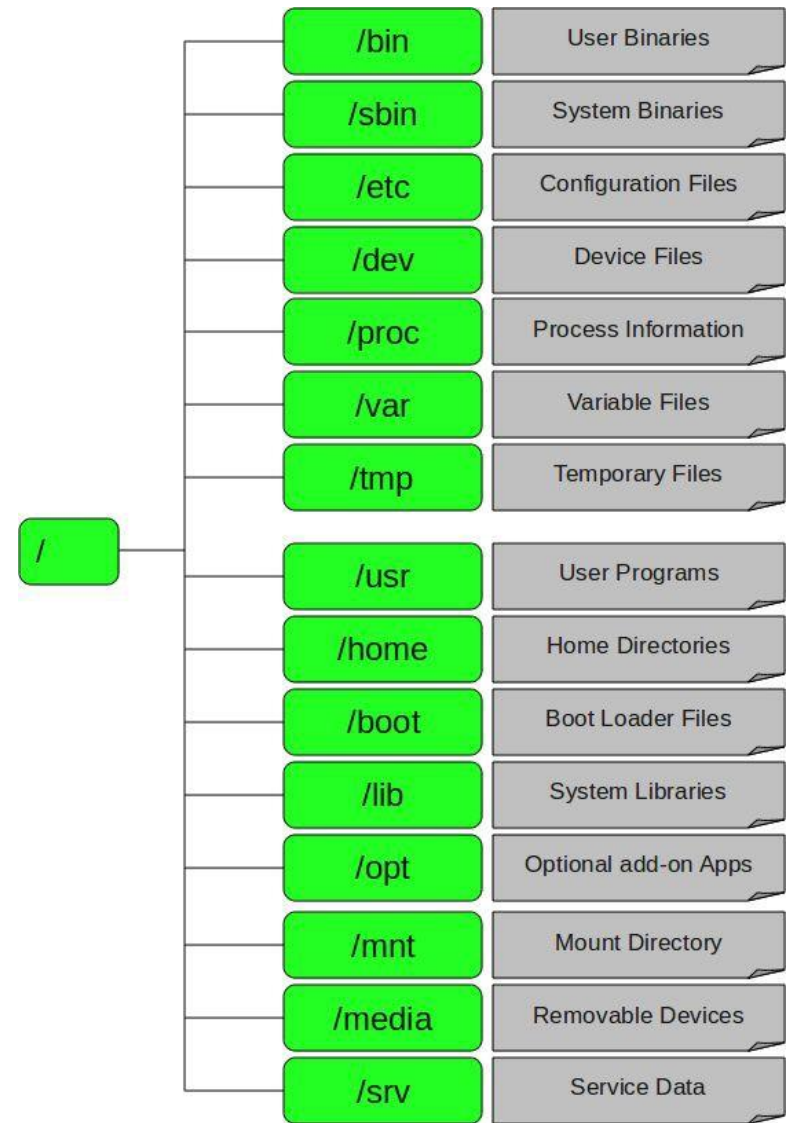 /bin User Binaries
/sbin System Binaries
/etc Configuration Files
/dev Device Files
/proc Process Information
/var Variable Files
/tmp Temporary Files
/
/usr User Programs
/home Home Directories
/boot Boot Loader Files
/lib System Libraries
/opt Optional add-on Apps
/mnt Mount Directory
/media Removable Devices
/srv Service Data